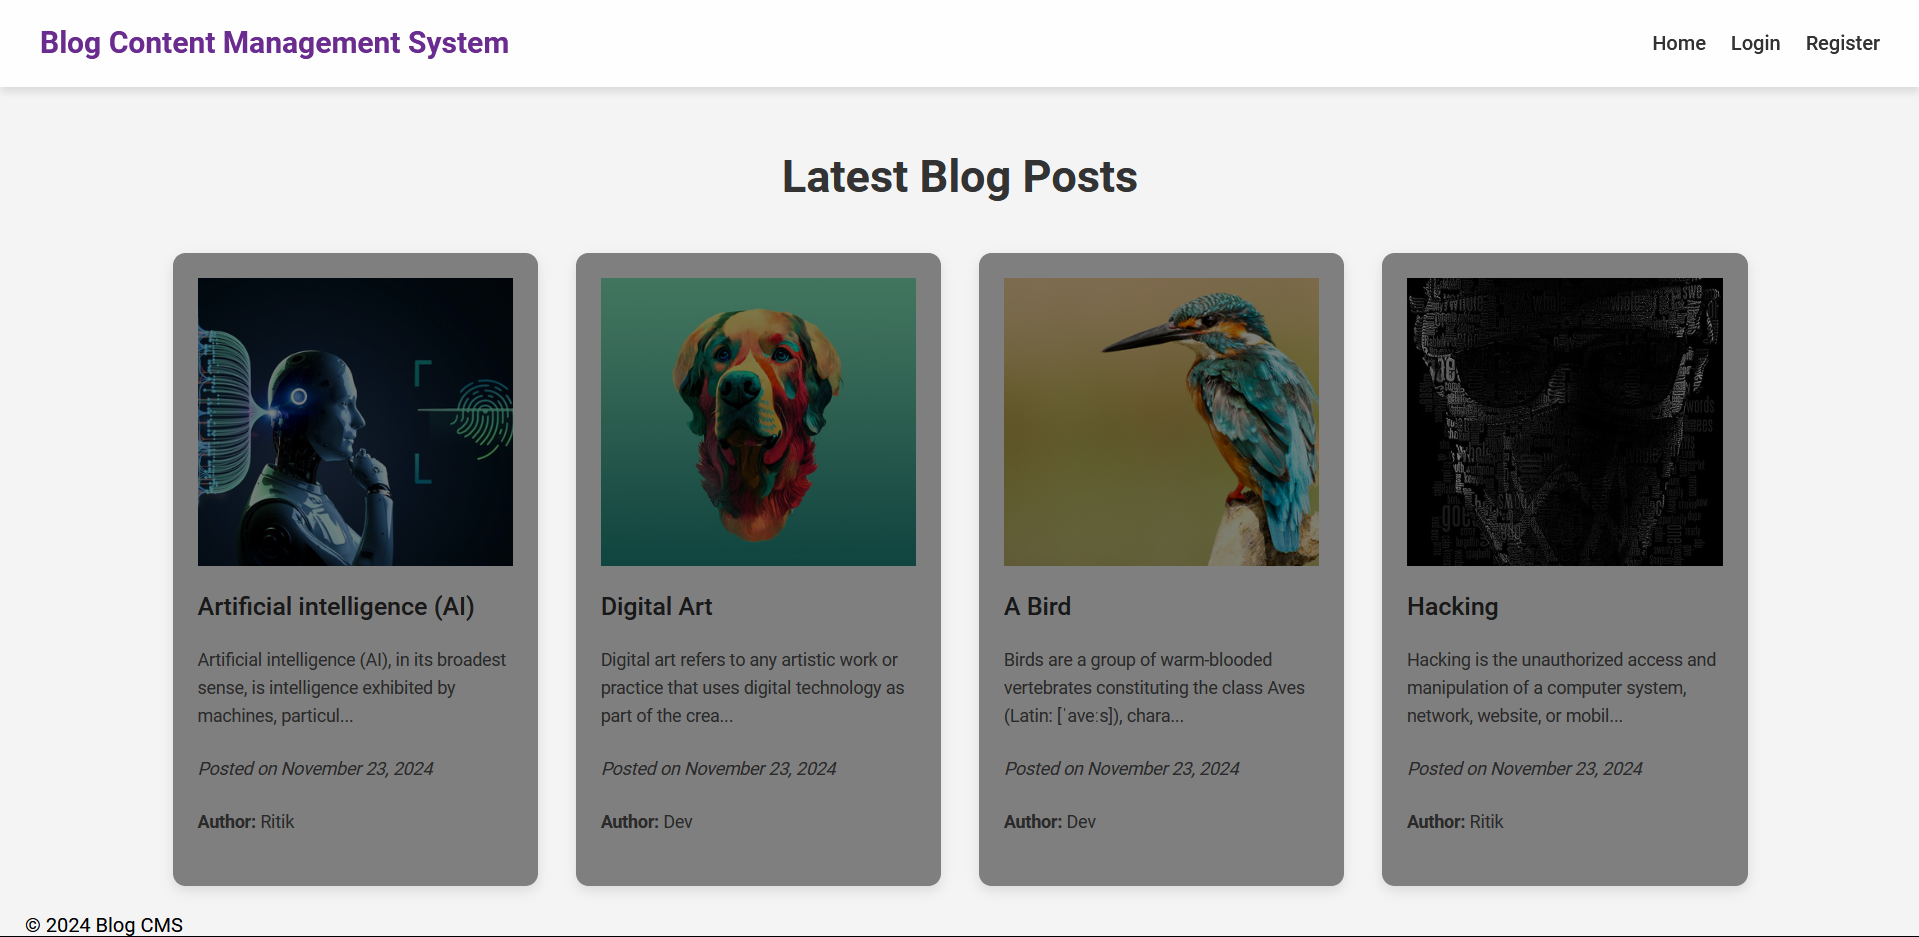 Blog Content Management System
Home Login Register
Latest Blog Posts
Artificial intelligence (AI)
Artificial intelligence (AI), in its broadest
sense, is intelligence exhibited by
machines, particul...
Posted on November 23, 2024
Author: Ritik
Digital Art
Digital art refers to any artistic work or
practice that uses digital technology as
part of the crea...
Posted on November 23, 2024
Author: Dev
whole
words
goes
A Bird
Birds are a group of warm-blooded
vertebrates constituting the class Aves
(Latin: [ˈaveːs]), chara...
Posted on November 23, 2024
Author: Dev
Hacking
Hacking is the unauthorized access and
manipulation of a computer system,
network, website, or mobil...
Posted on November 23, 2024
Author: Ritik
© 2024 Blog CMS